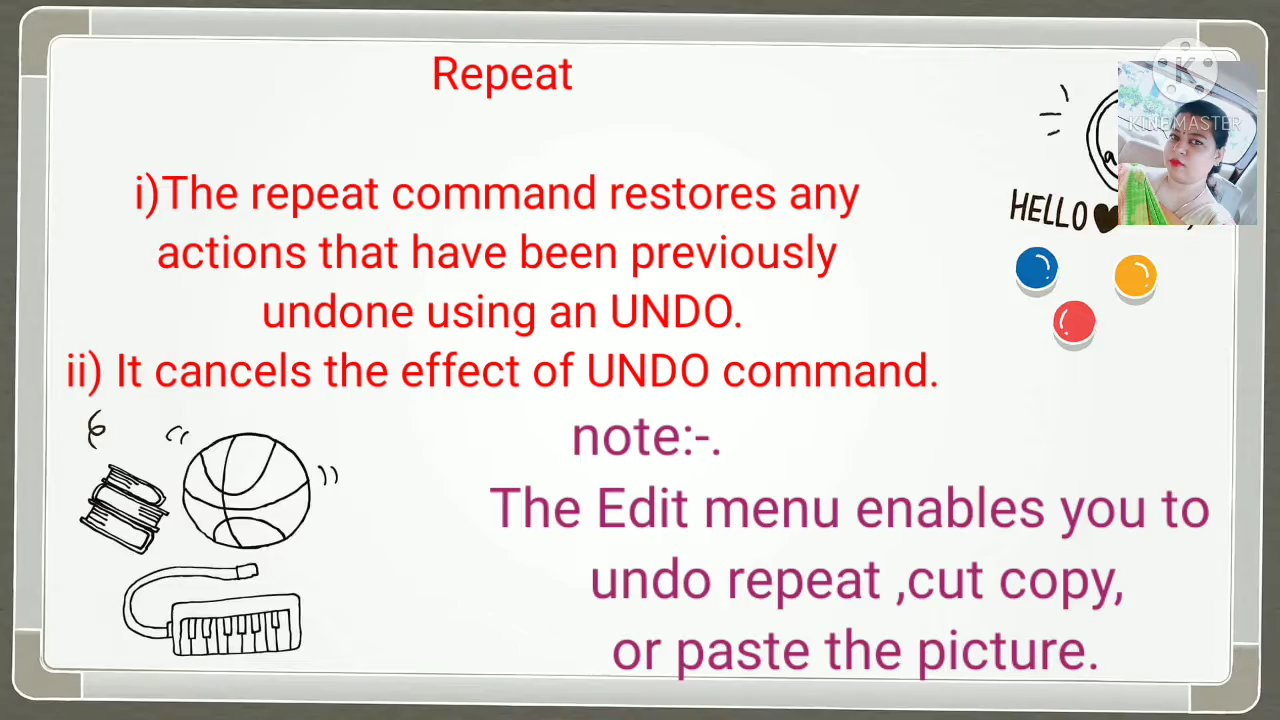 Repeat
K
KINEMASTER
i)The repeat command restores any
actions that have been previously
undone using an UNDO.
ii) It cancels the effect of UNDO command.
HELLO
note:-.
The Edit menu enables you to
undo repeat ,cut copy,
or paste the picture.